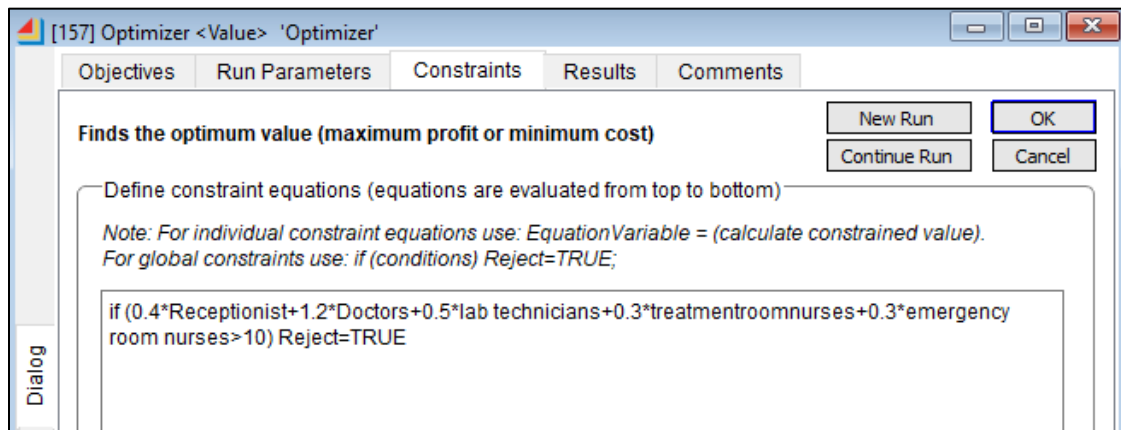 [157] Optimizer <Value> 'Optimizer'
Objectives Run Parameters Constraints Results Comments
Finds the optimum value (maximum profit or minimum cost)
New Run OK
Continue Run Cancel
Define constraint equations (equations are evaluated from top to bottom)
Note: For individual constraint equations use: EquationVariable = (calculate constrained value).
For global constraints use: if (conditions) Reject=TRUE;
if (0.4*Receptionist+1.2*Doctors+0.5*lab technicians+0.3*treatmentroomnurses+0.3*emergency
room nurses>10) Reject=TRUE
Dialog